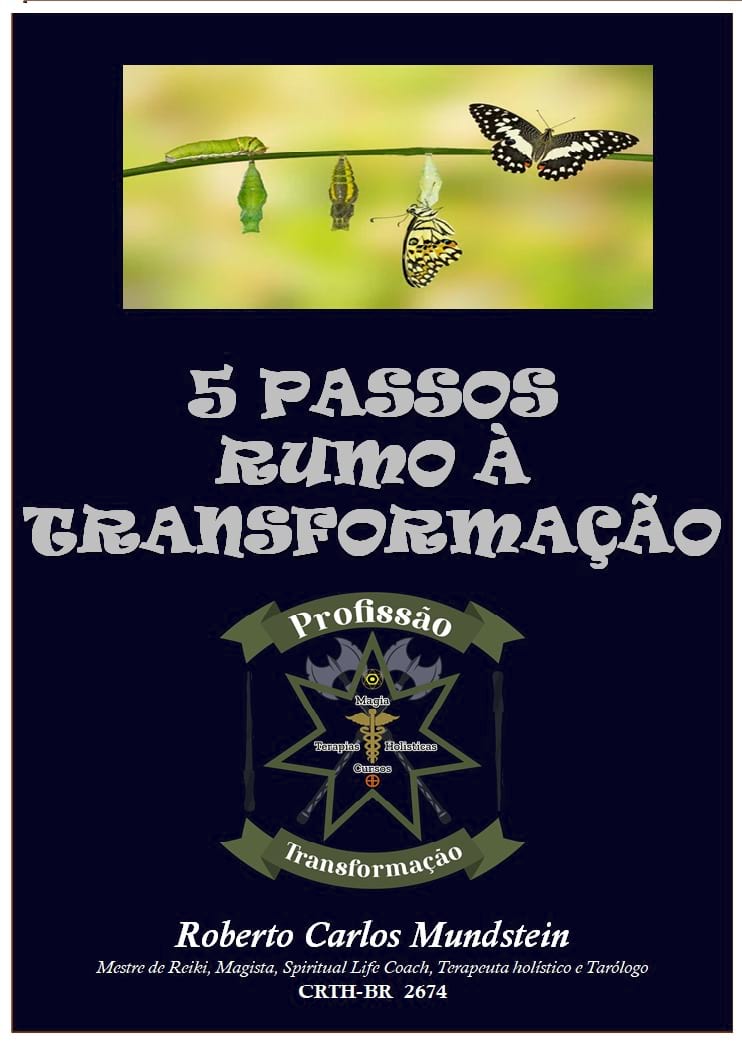 5 PASSOS
RUMO À
TRANSFORMAÇÃO
Profissão
Magia
Terapias Holísticas
Cursos
Transformação
Roberto Carlos Mundstein
Mestre de Reiki, Magista, Spiritual Life Coach, Terapeuta holístico e Tarólogo
CRTH-BR 2674